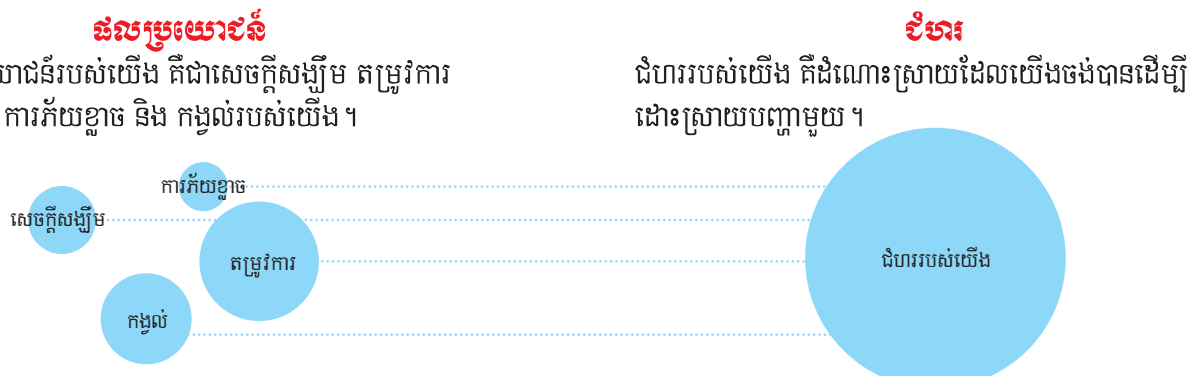 ផលប្រយោជន៍
របស់យើង គឺជាសេចក្តីសង្ឃឹម តម្រូវការ
ការភ័យខ្លាច និង កង្វល់របស់យើង។
ជំហរ
ជំហររបស់យើង គឺដំណោះស្រាយដែលយើងចង់បានដើម្បី
ដោះស្រាយបញ្ហាមួយ។
ការភ័យខ្លាច
សេចក្តីសង្ឃឹម
តម្រូវការ
កង្វល់
ជំហររបស់យើង